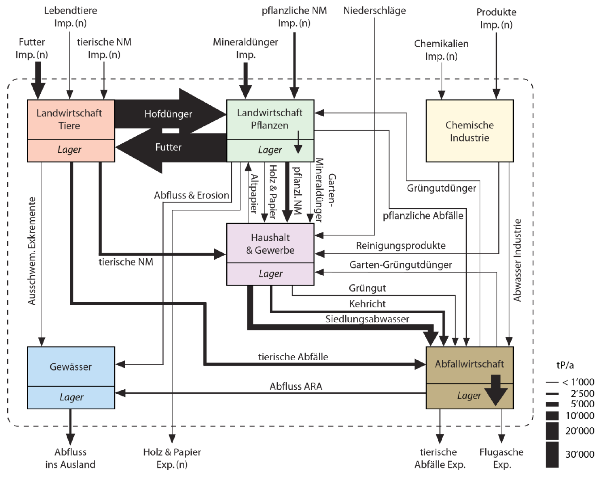 Lebendtiere
Imp. (n)
pflanzliche NM
Imp. (n)
Niederschläge
Produkte
Imp. (n)
Futter
Imp. (n)
tierische NM
Imp. (n)
Mineraldünger
Imp.
Chemikalien
Imp. (n)
Landwirtschaft
Tiere
Lager
Hofdünger
Futter
Landwirtschaft
Pflanzen
Lager
Chemische
Industrie
Abfluss & Erosion
Altpapier
Holz & Papier
pflanzl. NM
Garten-
Mineraldünger
Grüngutdünger
pflanzliche Abfälle
Ausschwem. Exkremente
tierische NM
Haushalt
& Gewerbe
Lager
Reinigungsprodukte
Garten-Grüngutdünger
Abwasser Industrie
Grüngut
Kehricht
Siedlungsabwasser
Gewässer
Lager
tierische Abfälle
Abfluss ARA
Abfallwirtschaft
Lager
tP/a
< 1'000
2'500
5'000
10'000
20'000
30'000
Abfluss
ins Ausland
Holz & Papier
Exp. (n)
tierische
Abfälle Exp.
Flugasche
Exp.